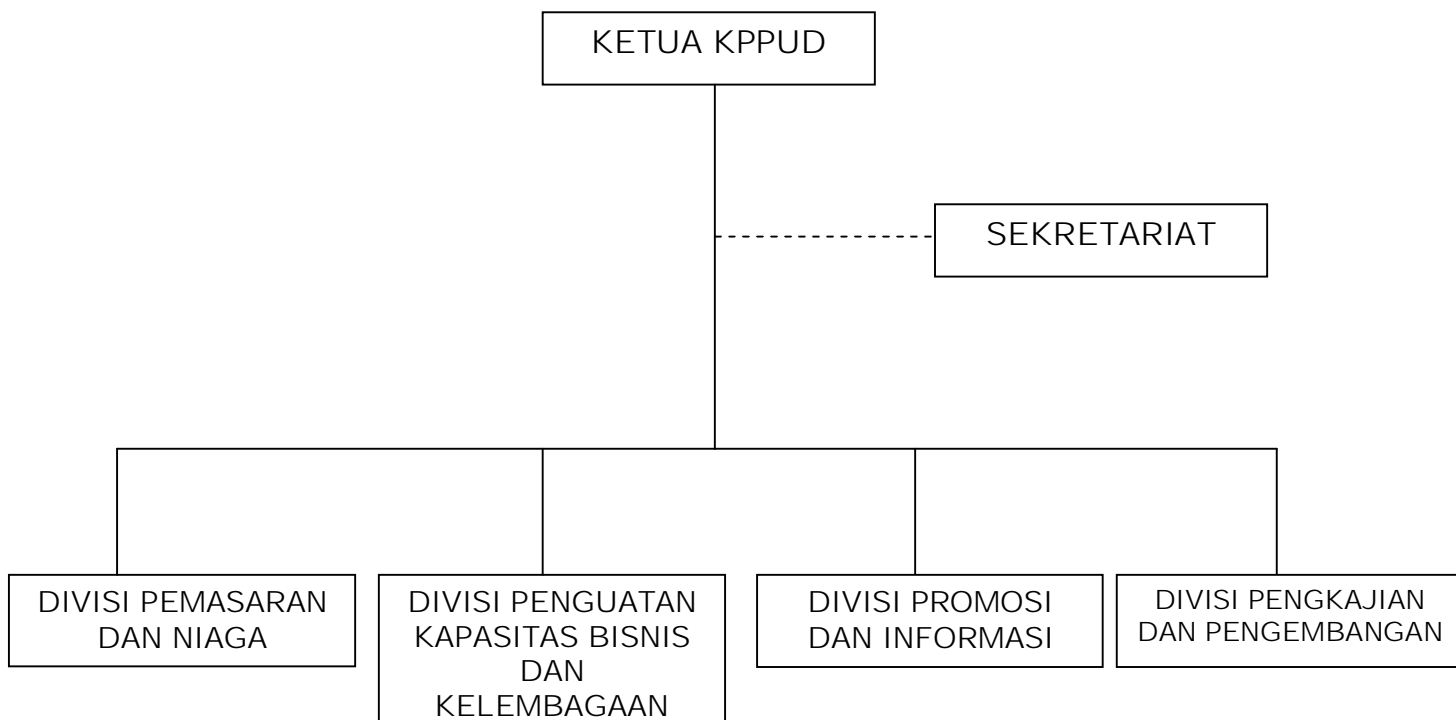 KETUA KPPUD
SEKRETARIAT
DIVISI PEMASARAN
DAN NIAGA
DIVISI PENGUATAN
KAPASITAS BISNIS
DAN
KELEMBAGAAN
DIVISI PROMOSI
DAN INFORMASI
DIVISI PENGKAJIAN
DAN PENGEMBANGAN